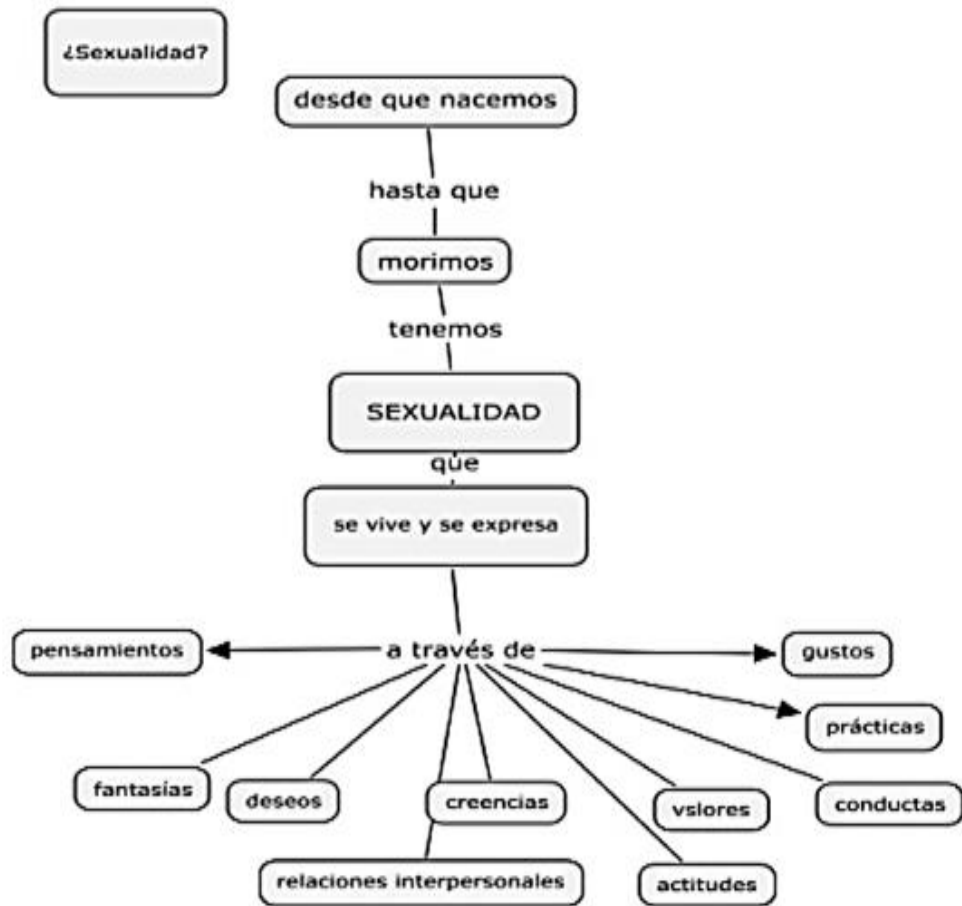 ¿Sexualidad?
desde que nacemos
hasta que
morimos
tenemos
SEXUALIDAD
que
se vive y se expresa
a través de
pensamientos
gustos
prácticas
fantasías
deseos
creencias
vslores
conductas
relaciones interpersonales
actitudes